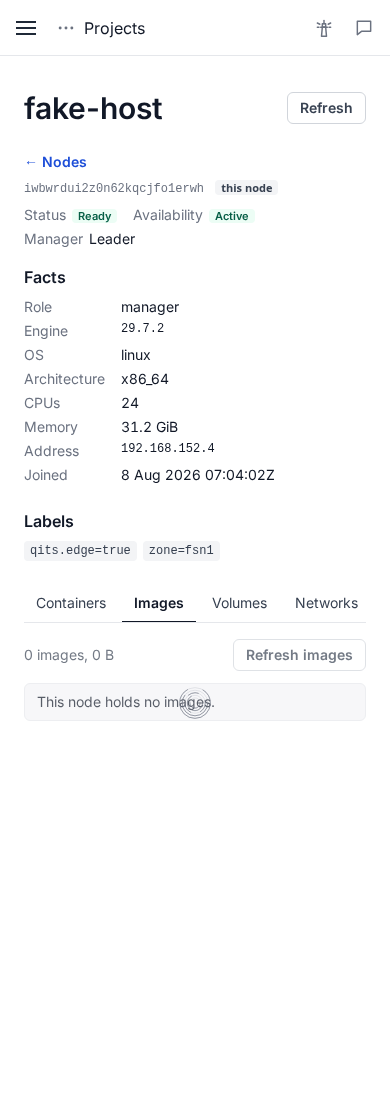 Projects
fake-host
Refresh
← Nodes
iwbwrdui2z0n62kqcjfo1erwh this node
Status Ready Availability Active
Manager Leader
Facts
Role manager
Engine 29.7.2
OS linux
Architecture x86_64
CPUs 24
Memory 31.2 GiB
Address 192.168.152.4
Joined 8 Aug 2026 07:04:02Z
Labels
qits.edge=true zone=fsn1
Containers Images Volumes Networks
0 images, 0 B Refresh images
This node holds no images.